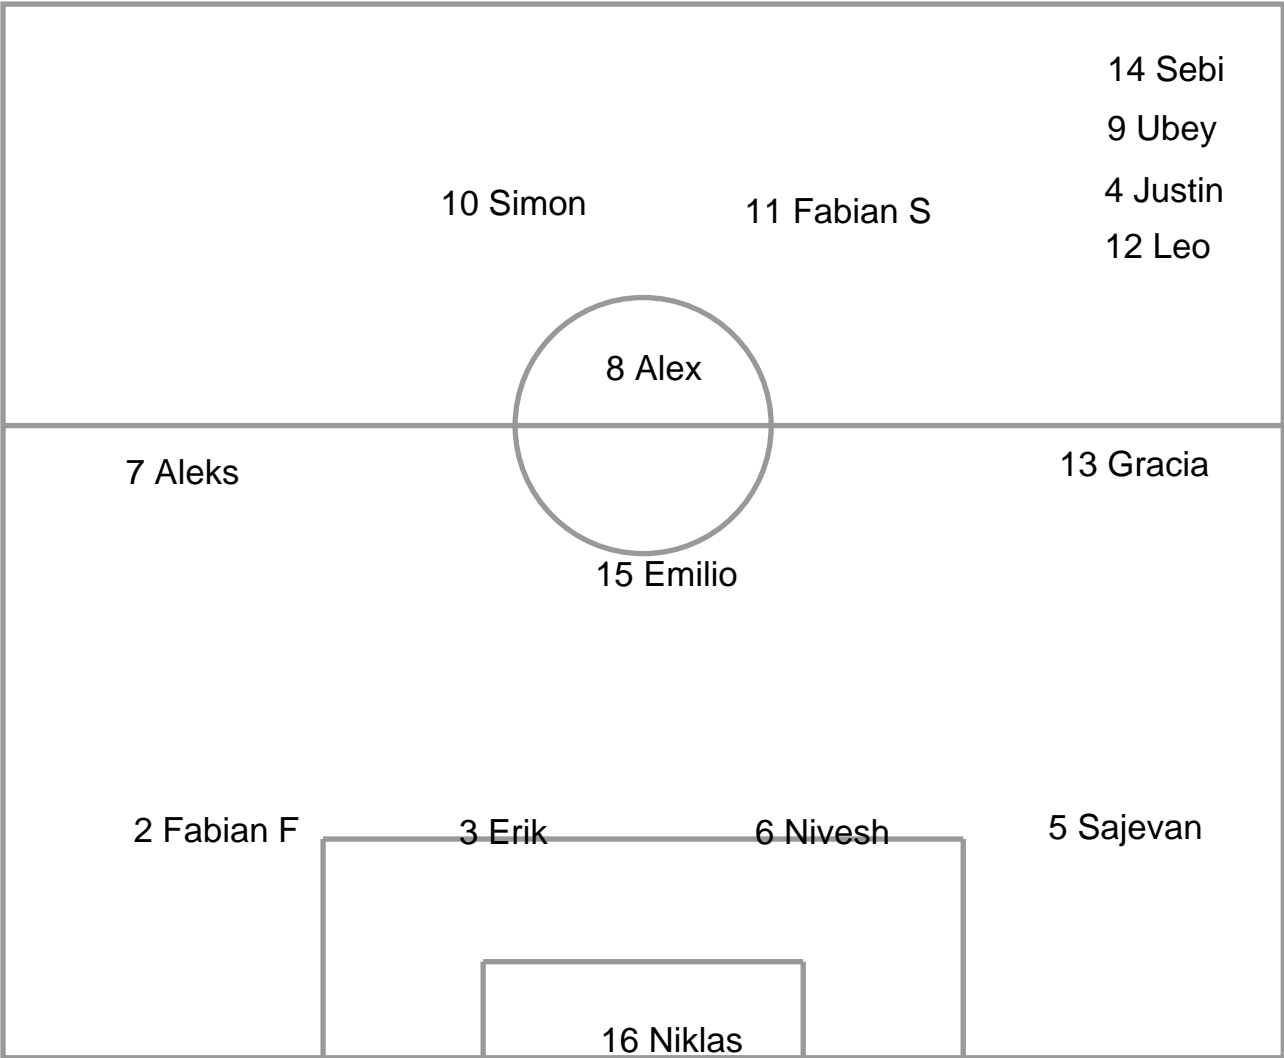 14 Sebi
9 Ubey
4 Justin
10 Simon
11 Fabian S
12 Leo
8 Alex
7 Aleks
13 Gracia
15 Emilio
2 Fabian F
3 Erik
6 Nivesh
5 Sajevan
16 Niklas